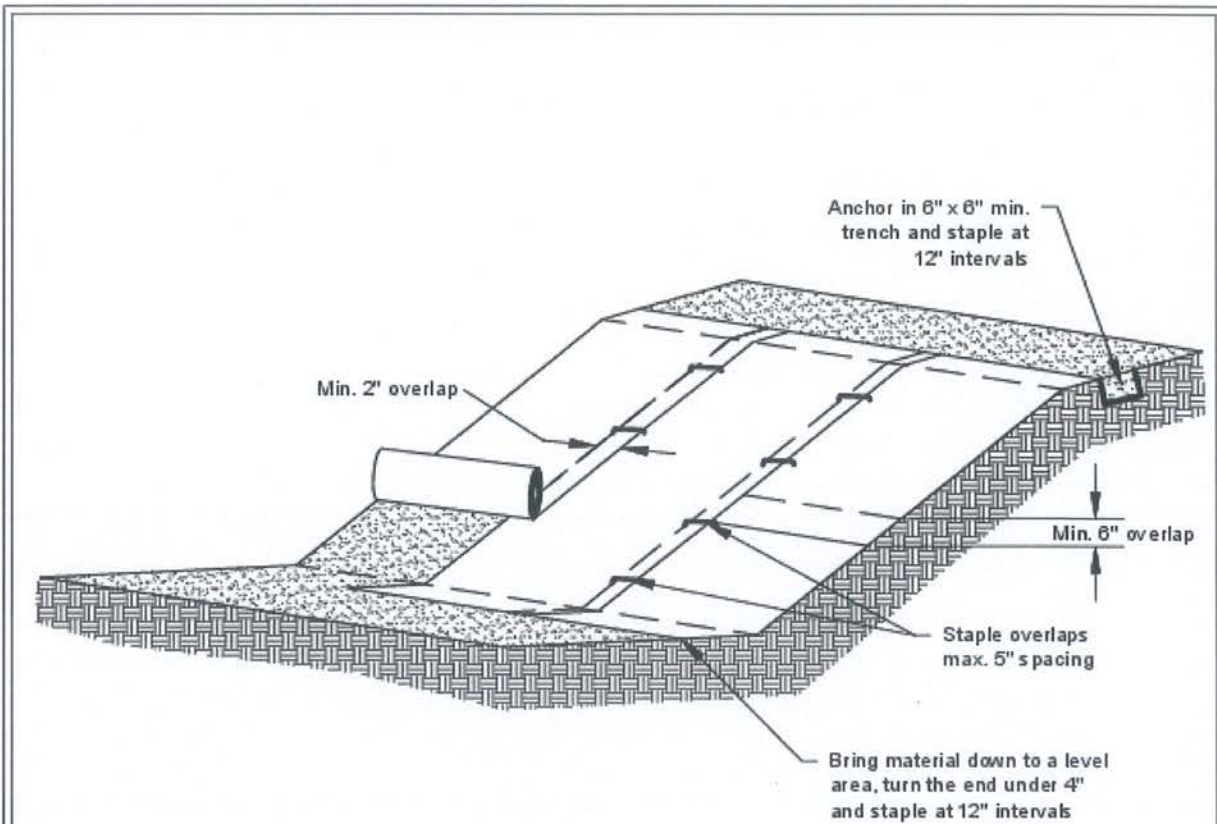 Anchor in 6" x 6" min.
trench and staple at
12" intervals
Min. 2" overlap
Min. 6" overlap
Staple overlaps
max. 5" spacing
Bring material down to a level
area, turn the end under 4"
and staple at 12" intervals